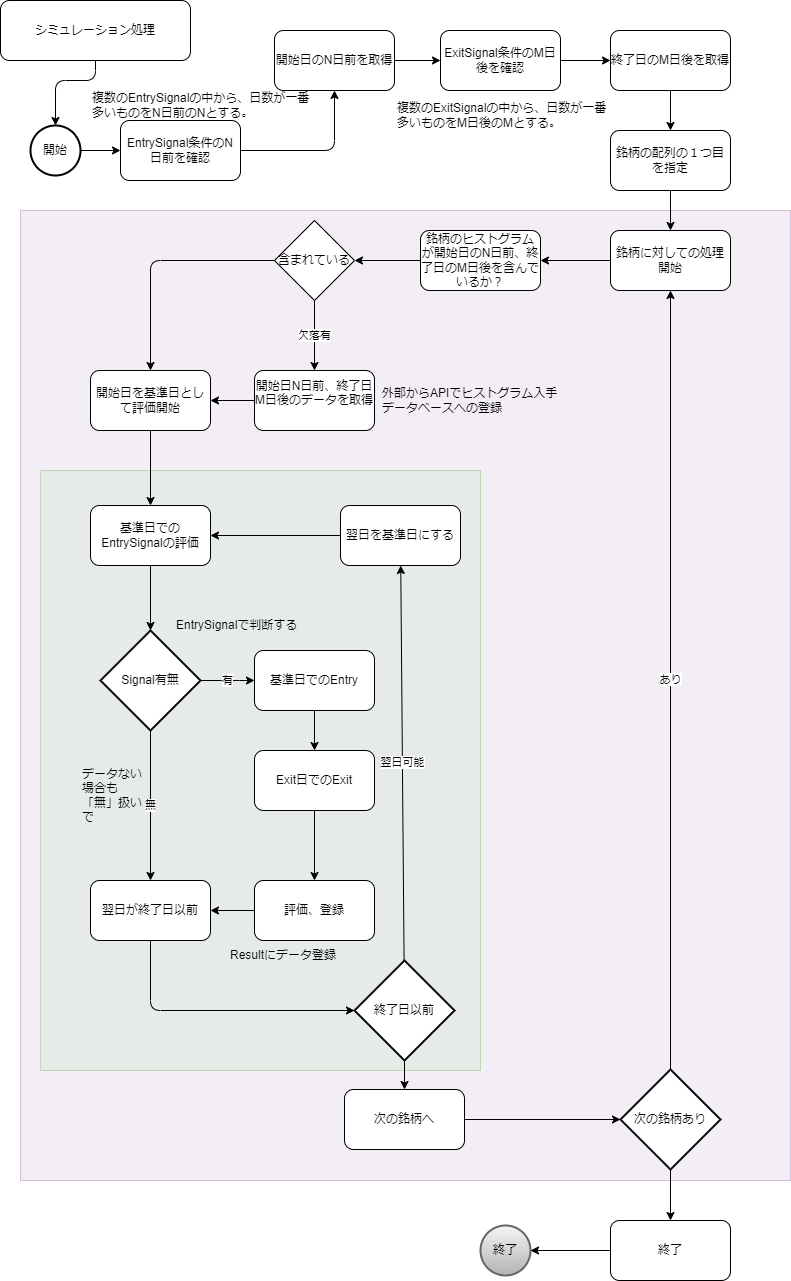 シミュレーション処理
複数のEntrySignalの中から、日数が一番
多いものをN日前のNとする。
開始
EntrySignal条件のN
日前を確認
開始日のN日前を取得
ExitSignal条件のM日
後を確認
複数のExitSignalの中から、日数が一番
多いものをM日後のMとする。
終了日のM日後を取得
銘柄の配列の１つ目
を指定
銘柄に対しての処理
開始
銘柄のヒストグラム
が開始日のN日前、終
了日のM日後を含んで
いるか？
含まれている
欠落有
開始日N日前、終了日
M日後のデータを取得
外部からAPIでヒストグラム入手
データベースへの登録
開始日を基準日とし
て評価開始
基準日での
EntrySignalの評価
翌日を基準日にする
EntrySignalで判断する
Signal有無
有
基準日でのEntry
Exit日でのExit
翌日可能
データない
場合も
「無」扱い
で
無
翌日が終了日以前
評価、登録
Resultにデータ登録
終了日以前
あり
次の銘柄へ
次の銘柄あり
終了
終了